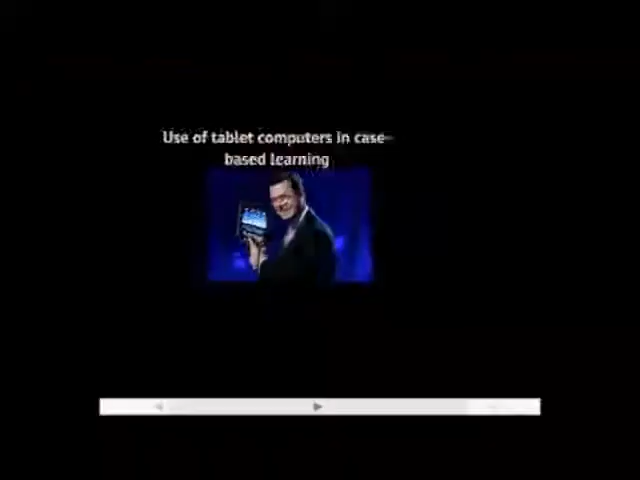 Use of tablet computers in case-
based learning